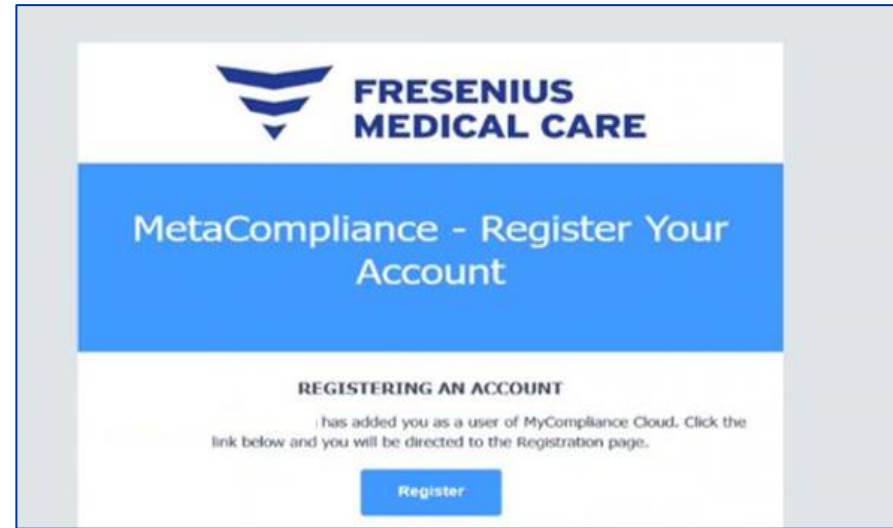 FRESENIUS
MEDICAL CARE
MetaCompliance - Register Your
Account
REGISTERING AN ACCOUNT
has added you as a user of MyCompliance Cloud. Click the
link below and you will be directed to the Registration page.
Register